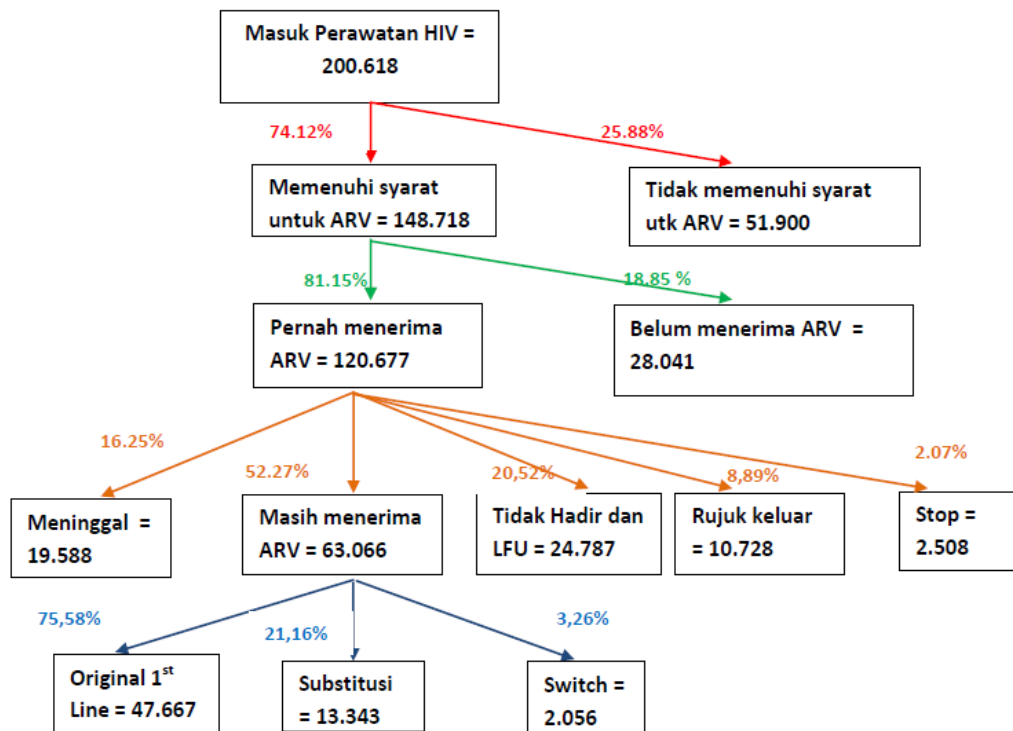 Masuk Perawatan HIV =
200.618
74.12%
25.88%
Memenuhi syarat
untuk ARV = 148.718
Tidak memenuhi syarat
utk ARV = 51.900
81.15%
18.85 %
Pernah menerima
ARV = 120.677
Belum menerima ARV =
28.041
16.25%
52.27%
20,52%
8,89%
2.07%
Meninggal =
19.588
Masih menerima
ARV = 63.066
Tidak Hadir dan
LFU = 24.787
Rujuk keluar
= 10.728
Stop =
2.508
75,58%
21,16%
3,26%
Original 1st
Line = 47.667
Substitusi
= 13.343
Switch =
2.056